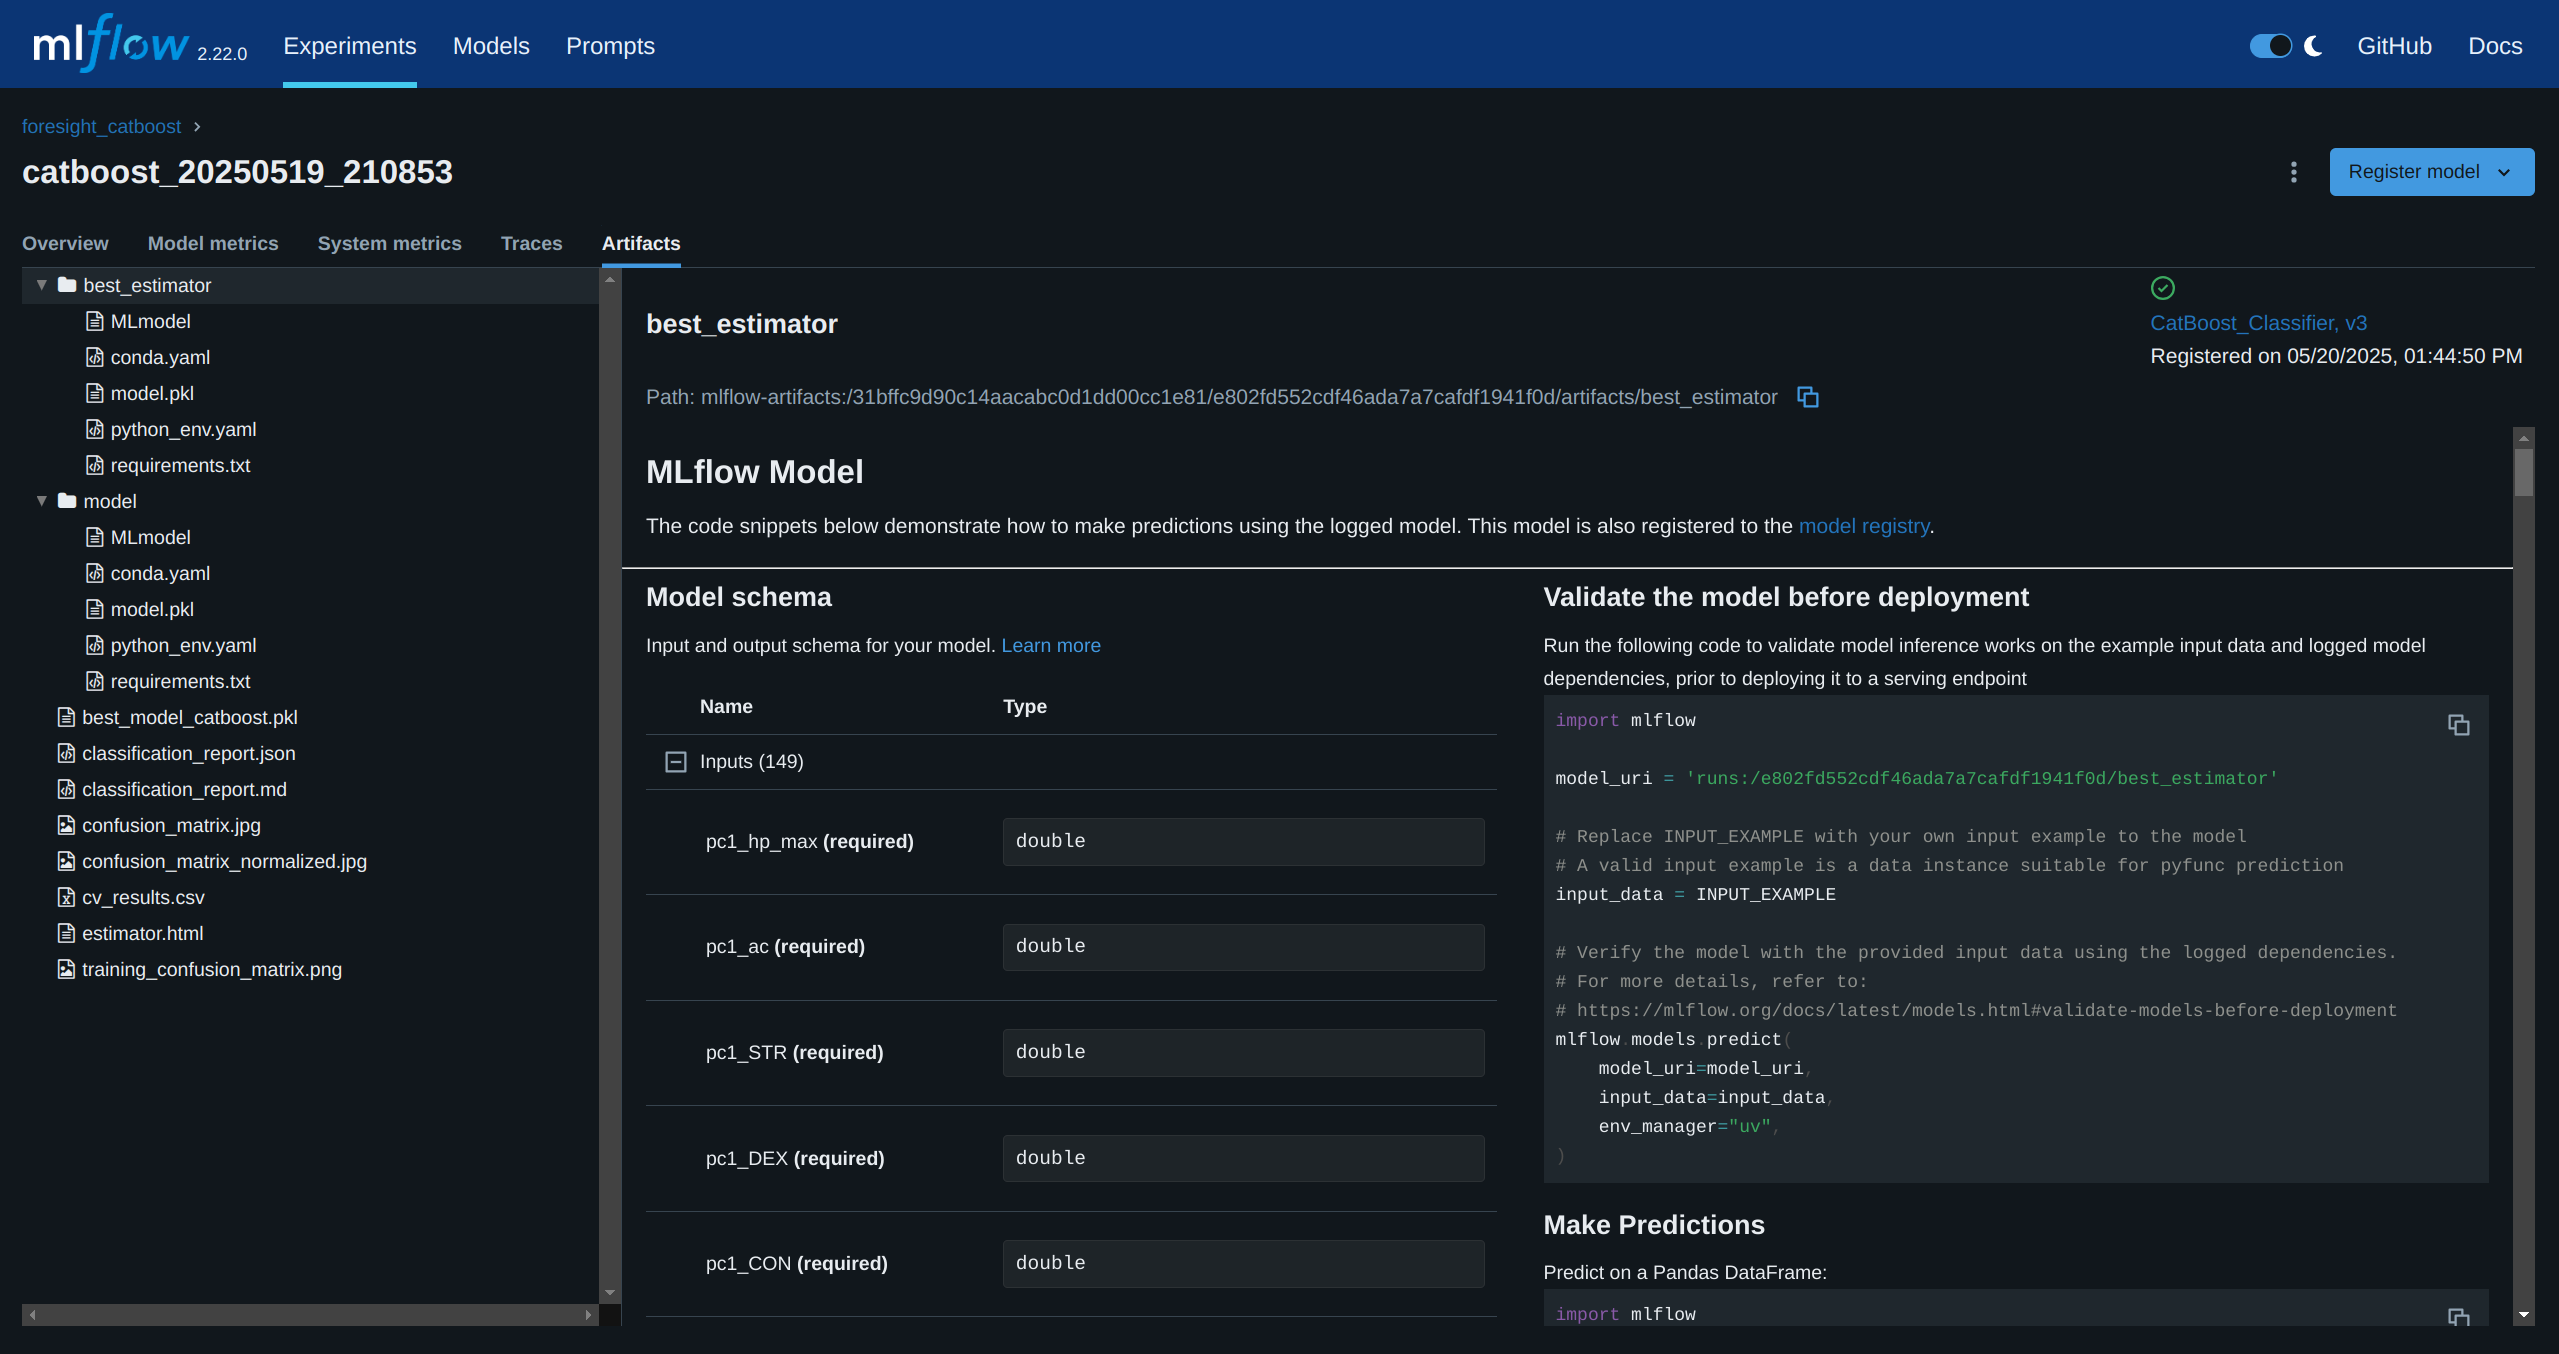 mlflow 2.22.0 Experiments Models Prompts GitHub Docs
foresight_catboost
catboost_20250519_210853
Register model
Overview Model metrics System metrics Traces Artifacts
best_estimator
MLmodel
conda.yaml
model.pkl
python_env.yaml
requirements.txt
model
MLmodel
conda.yaml
model.pkl
python_env.yaml
requirements.txt
best_model_catboost.pkl
classification_report.json
classification_report.md
confusion_matrix.jpg
confusion_matrix_normalized.jpg
cv_results.csv
estimator.html
training_confusion_matrix.png
best_estimator
CatBoost_Classifier, v3
Registered on 05/20/2025, 01:44:50 PM
Path: mlflow-artifacts:/31bffc9d90c14aacabc0d1dd00cc1e81/e802fd552cdf46ada7a7cafdf1941f0d/artifacts/best_estimator
MLflow Model
The code snippets below demonstrate how to make predictions using the logged model. This model is also registered to the model registry.
Model schema
Input and output schema for your model. Learn more
Name Type
Inputs (149)
pc1_hp_max (required) double
pc1_ac (required) double
pc1_STR (required) double
pc1_DEX (required) double
pc1_CON (required) double
Validate the model before deployment
Run the following code to validate model inference works on the example input data and logged model
dependencies, prior to deploying it to a serving endpoint
import mlflow
model_uri = 'runs:/e802fd552cdf46ada7a7cafdf1941f0d/best_estimator'
# Replace INPUT_EXAMPLE with your own input example to the model
# A valid input example is a data instance suitable for pyfunc prediction
input_data = INPUT_EXAMPLE
# Verify the model with the provided input data using the logged dependencies.
# For more details, refer to:
# https://mlflow.org/docs/latest/models.html#validate-models-before-deployment
mlflow.models.predict(
    model_uri=model_uri,
    input_data=input_data,
    env_manager="uv",
)
Make Predictions
Predict on a Pandas DataFrame:
import mlflow